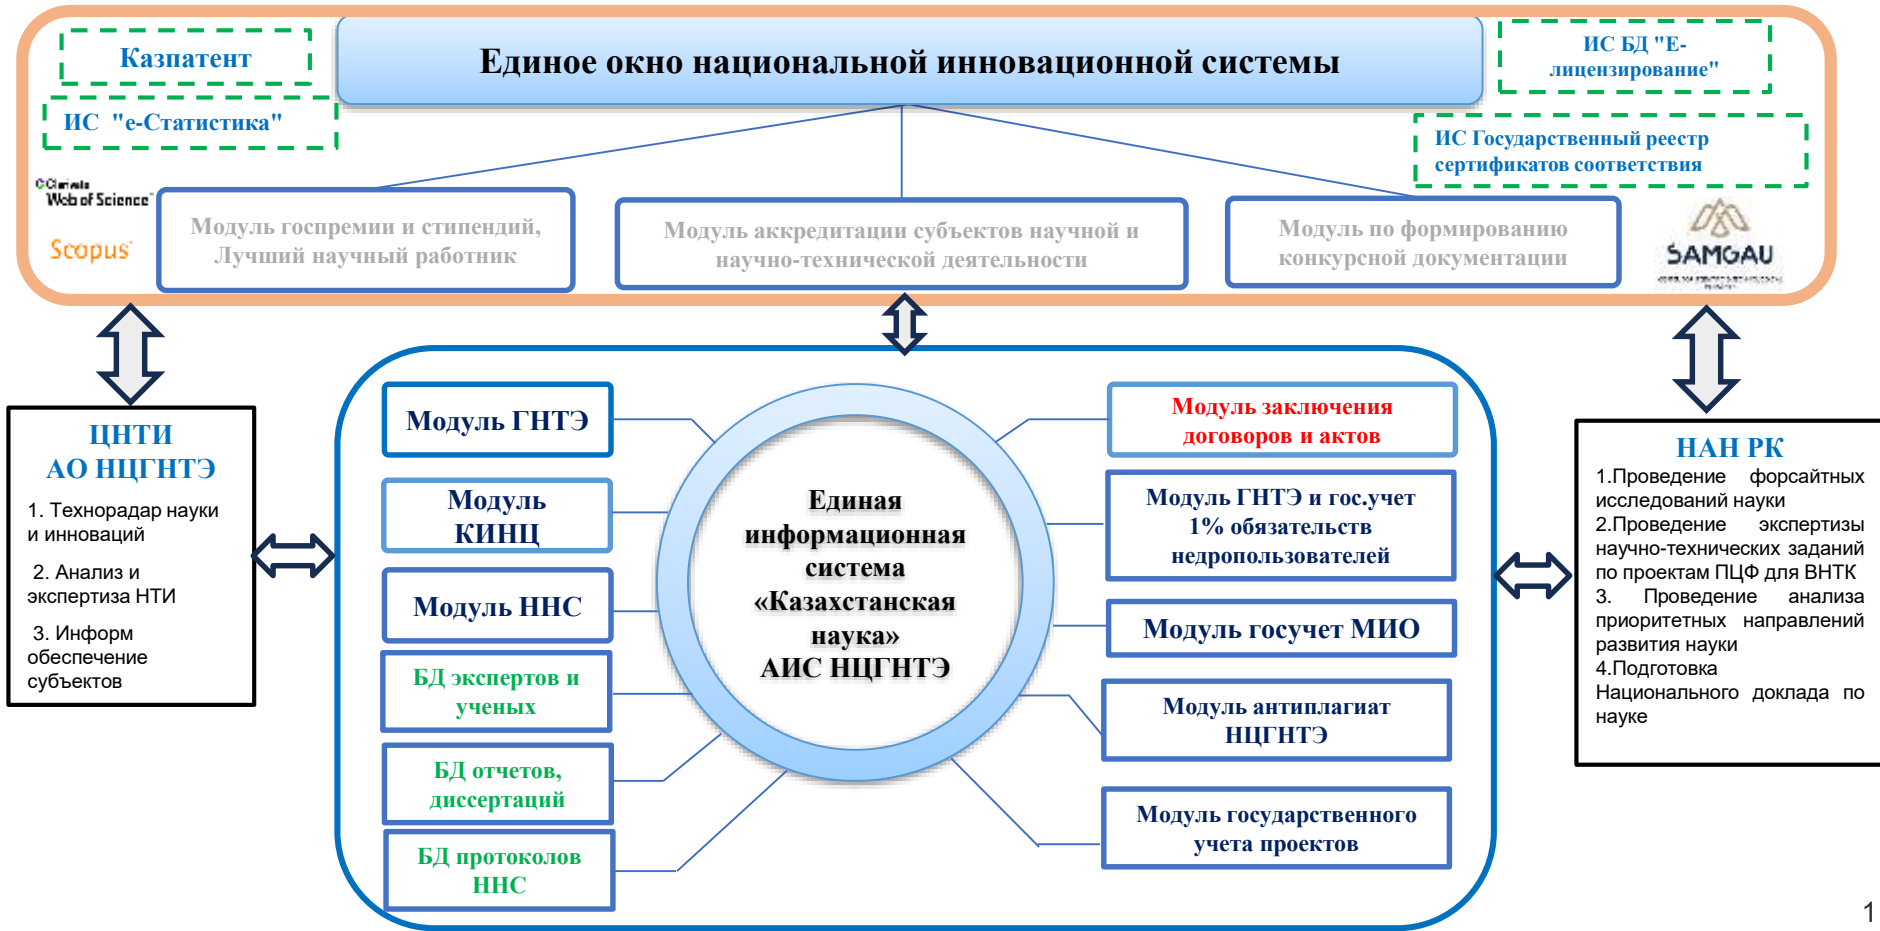 Казпатент
Единое окно национальной инновационной системы
ИС БД "Е-
лицензирование"
ИС "е-Статистика"
ИС Государственный реестр
сертификатов соответствия
Clarivate
Web of Science
Scopus
Модуль госпремии и стипендий,
Лучший научный работник
Модуль аккредитации субъектов научной и
научно-технической деятельности
Модуль по формированию
конкурсной документации
SAMGAU
ЦНТИ
АО НЦГНТЭ
1. Технорадар науки
и инноваций
2. Анализ и
экспертиза НТИ
3. Информ
обеспечение
субъектов
Модуль ГНТЭ
Модуль
КИНЦ
Модуль ННС
БД экспертов и
ученых
БД отчетов,
диссертаций
БД протоколов
ННС
Единая
информационная
система
«Казахстанская
наука»
АИС НЦГНТЭ
Модуль заключения
договоров и актов
Модуль ГНТЭ и гос.учет
1% обязательств
недропользователей
Модуль госучет МИО
Модуль антиплагиат
НЦГНТЭ
Модуль государственного
учета проектов
НАН РК
1.Проведение форсайтных
исследований науки
2.Проведение экспертизы
научно-технических заданий
по проектам ПЦФ для ВНТК
3. Проведение анализа
приоритетных направлений
развития науки
4.Подготовка
Национального доклада по
науке
1